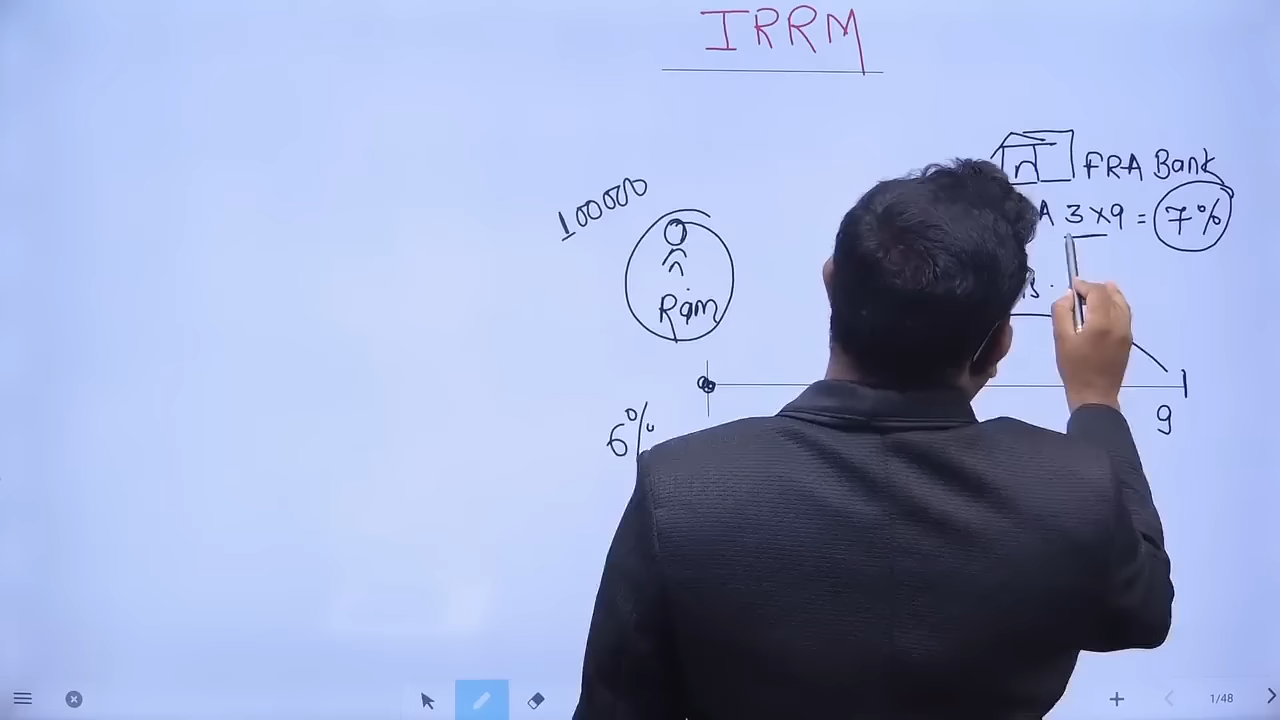 IRRM
FRA Bank
A 3x9 = 7%
100000
Ram
6%
9
1/48